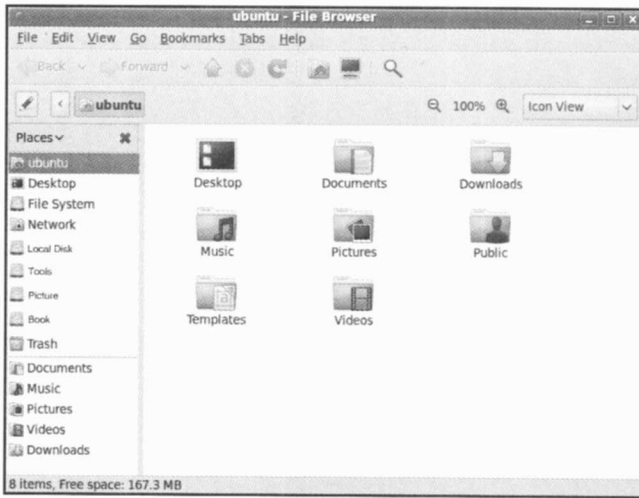 ubuntu - File Browser
File Edit View Go Bookmarks Tabs Help
Back Forward
ubuntu 100% Icon View
Places
ubuntu
Desktop
File System
Network
Local Disk
Tools
Picture
Book
Trash
Documents
Music
Pictures
Videos
Downloads
Desktop Documents Downloads
Music Pictures Public
Templates Videos
8 items, Free space: 167.3 MB